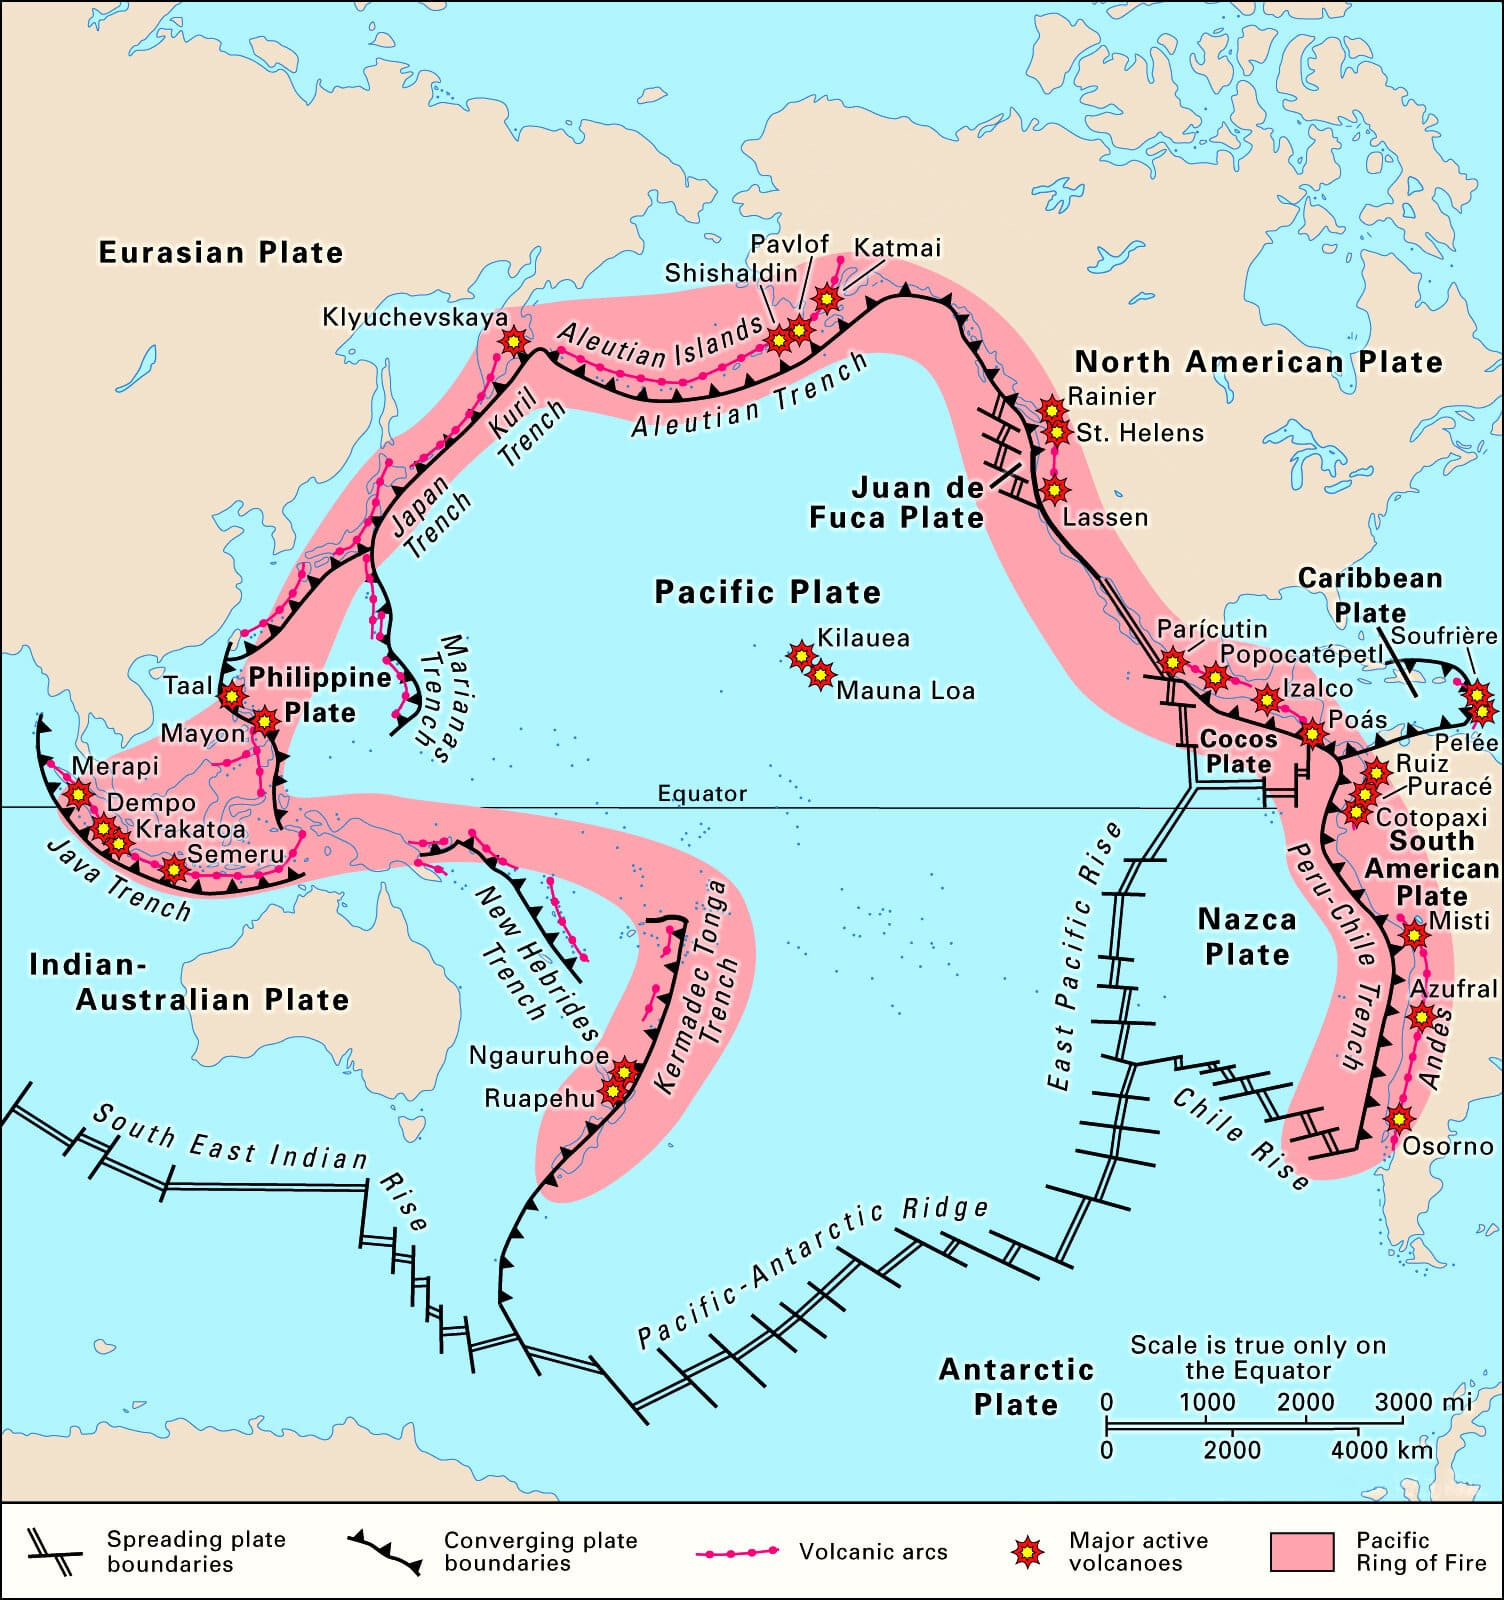 Eurasian Plate
Pavlof
Katmai
Shishaldin
Klyuchevskaya
Aleutian Islands
Aleutian Trench
North American Plate
Kuril
Trench
Rainier
St. Helens
Juan de
Fuca Plate
Lassen
Japan
Trench
Caribbean
Plate
Pacific Plate
Soufrière
Parícutin
Kilauea
Popocatépetl
Mauna Loa
Izalco
Taal
Philippine
Plate
Marianas
Trench
Mayon
Poás
Cocos
Plate
Pelée
Merapi
Ruiz
Puracé
Equator
Dempo
Cotopaxi
Krakatoa
South
American
Plate
Semeru
Java Trench
Misti
Nazca
Plate
Peru-Chile Trench
East Pacific Rise
New Hebrides
Trench
Kermadec Tonga
Trench
Indian-
Australian Plate
Azufral
Andes
Ngauruhoe
Ruapehu
Chile Rise
Osorno
South East Indian Rise
Pacific-Antarctic Ridge
Antarctic
Plate
Scale is true only on
the Equator
0 1000 2000 3000 mi
0 2000 4000 km
Spreading plate
boundaries
Converging plate
boundaries
Volcanic arcs
Major active
volcanoes
Pacific
Ring of Fire